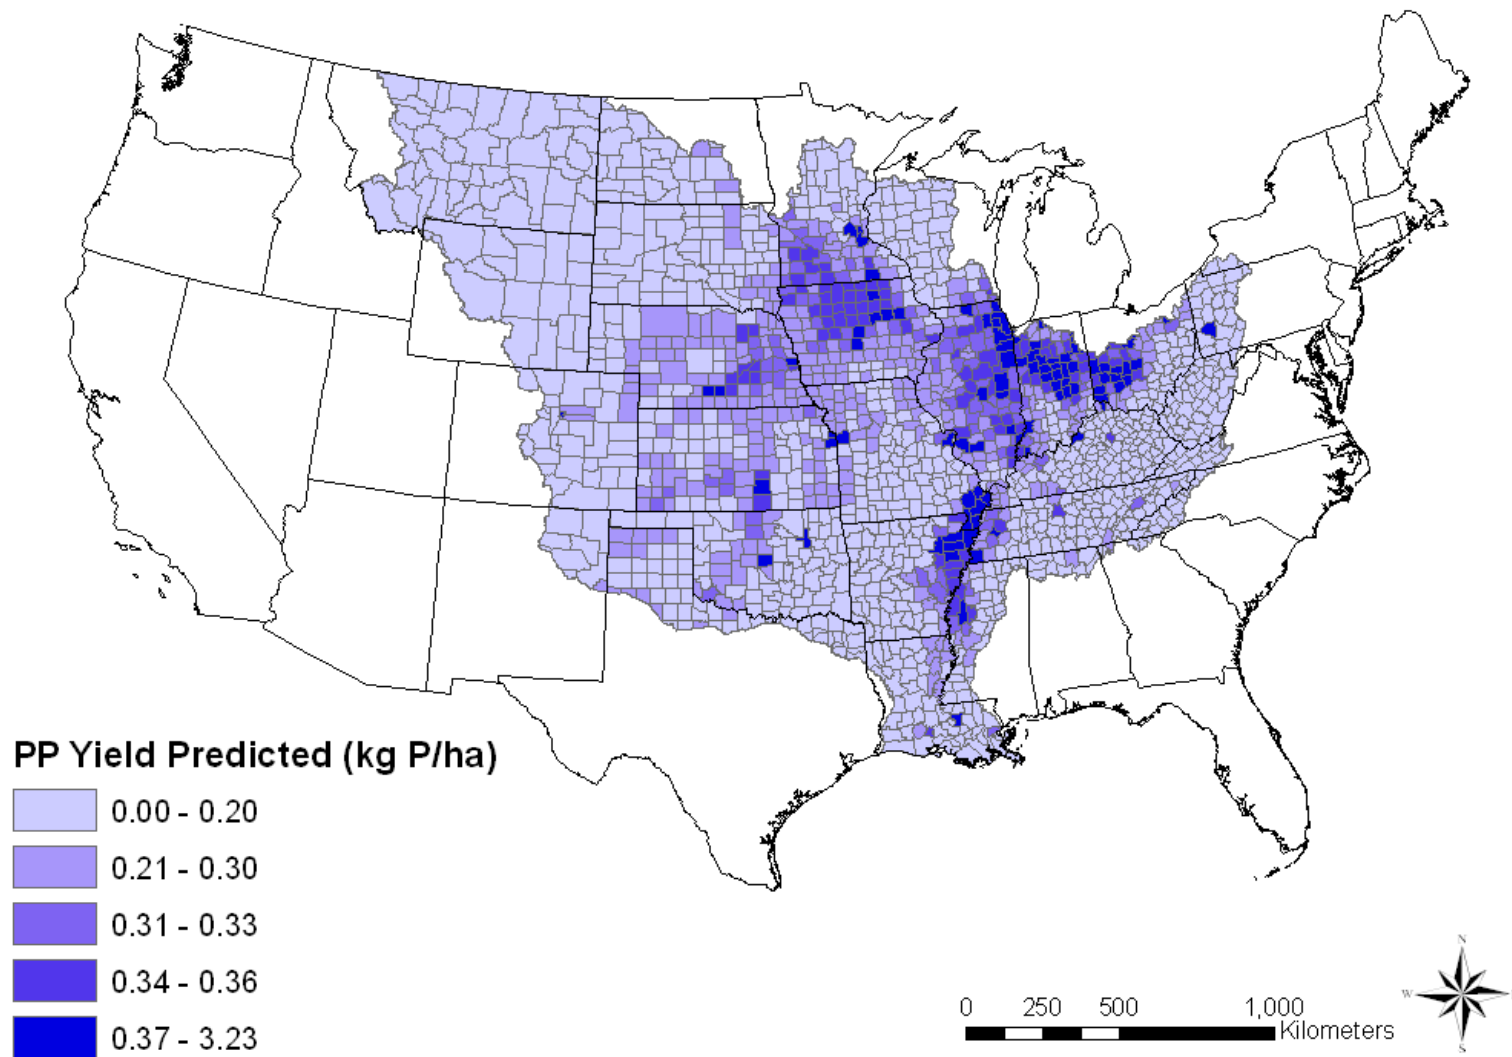 PP Yield Predicted (kg P/ha)
0.00 - 0.20
0.21 - 0.30
0.31 - 0.33
0.34 - 0.36
0.37 - 3.23
0 250 500 1,000
Kilometers
N
W
S